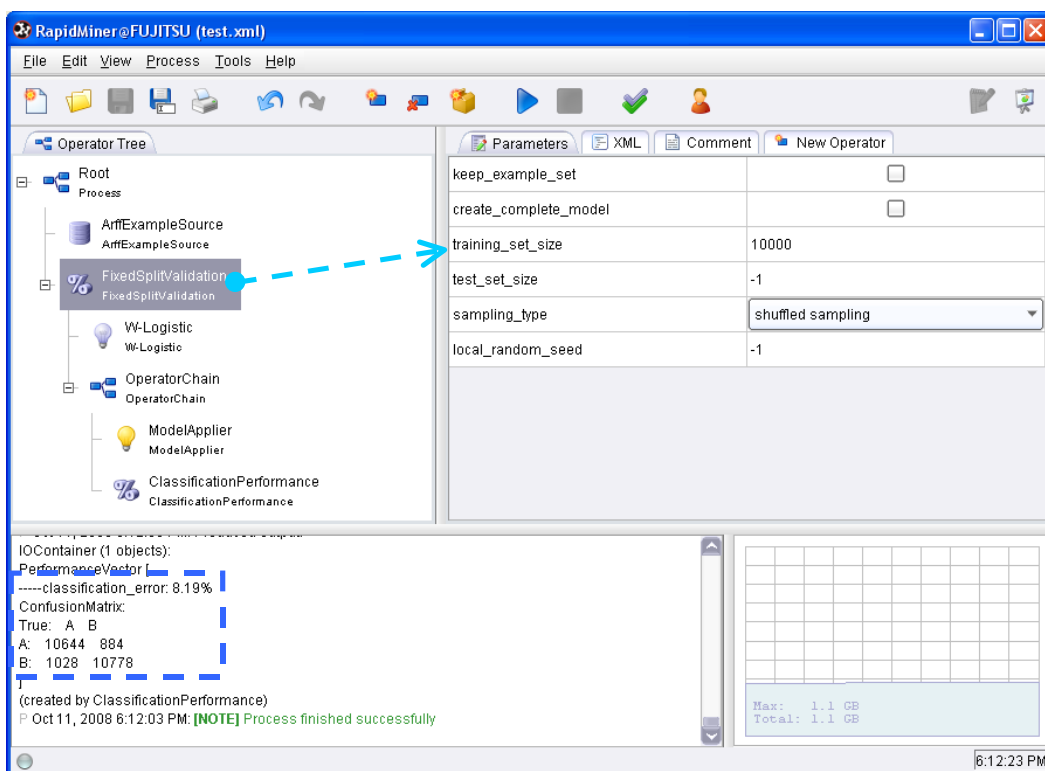 RapidMiner@FUJITSU (test.xml)
File Edit View Process Tools Help
Operator Tree
Root
Process
ArffExampleSource
ArffExampleSource
FixedSplitValidation
FixedSplitValidation
W-Logistic
W-Logistic
OperatorChain
OperatorChain
ModelApplier
ModelApplier
ClassificationPerformance
ClassificationPerformance
Parameters XML Comment New Operator
keep_example_set
create_complete_model
training_set_size 10000
test_set_size -1
sampling_type shuffled sampling
local_random_seed -1
IOContainer (1 objects):
PerformanceVector [
-----classification_error: 8.19%
ConfusionMatrix:
True: A B
A: 10644 884
B: 1028 10778
]
(created by ClassificationPerformance)
P Oct 11, 2008 6:12:03 PM: [NOTE] Process finished successfully
Max: 1.1 GB
Total: 1.1 GB
6:12:23 PM